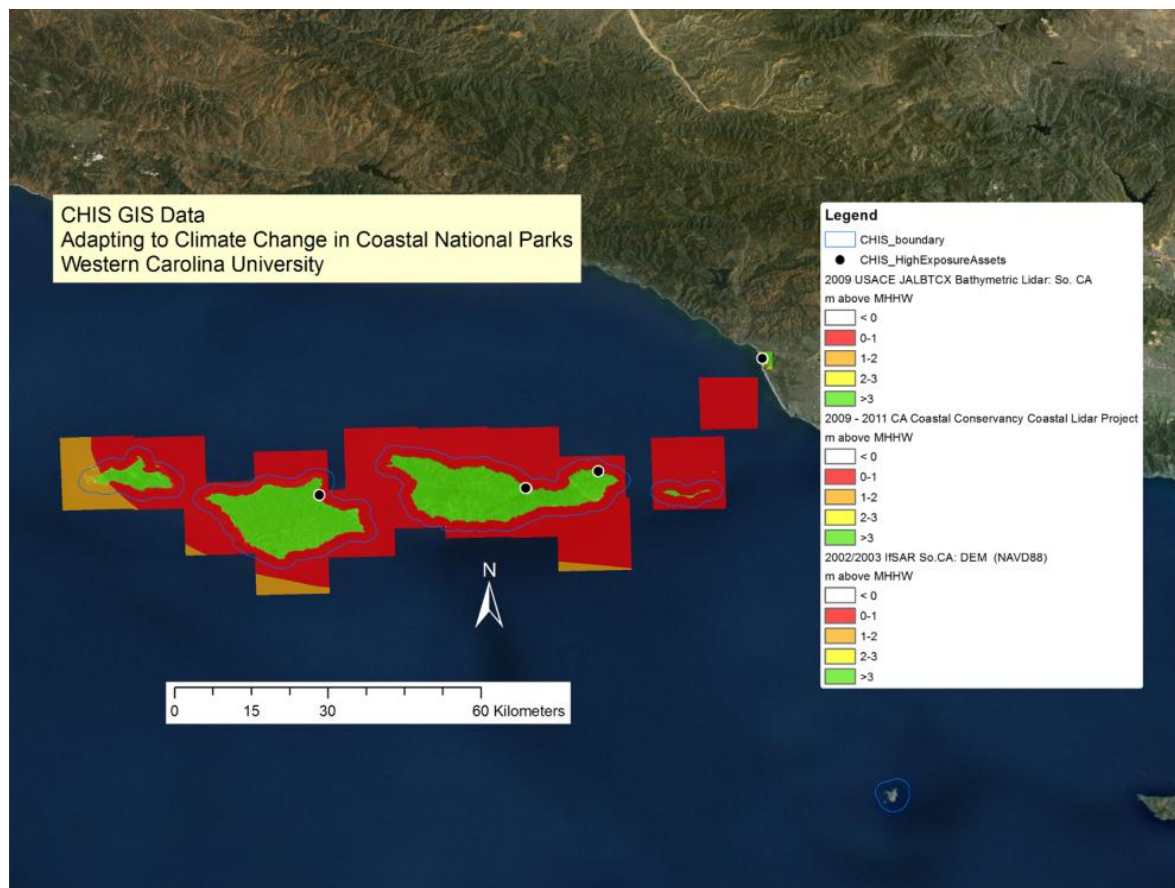 CHIS GIS Data
Adapting to Climate Change in Coastal National Parks
Western Carolina University
Legend
CHIS_boundary
CHIS_HighExposureAssets
2009 USACE JALBTCX Bathymetric Lidar: So. CA
m above MHHW
< 0
0-1
1-2
2-3
>3
2009 - 2011 CA Coastal Conservancy Coastal Lidar Project
m above MHHW
< 0
0-1
1-2
2-3
>3
2002/2003 IfSAR So.CA: DEM (NAVD88)
m above MHHW
< 0
0-1
1-2
2-3
>3
N
0 15 30 60 Kilometers